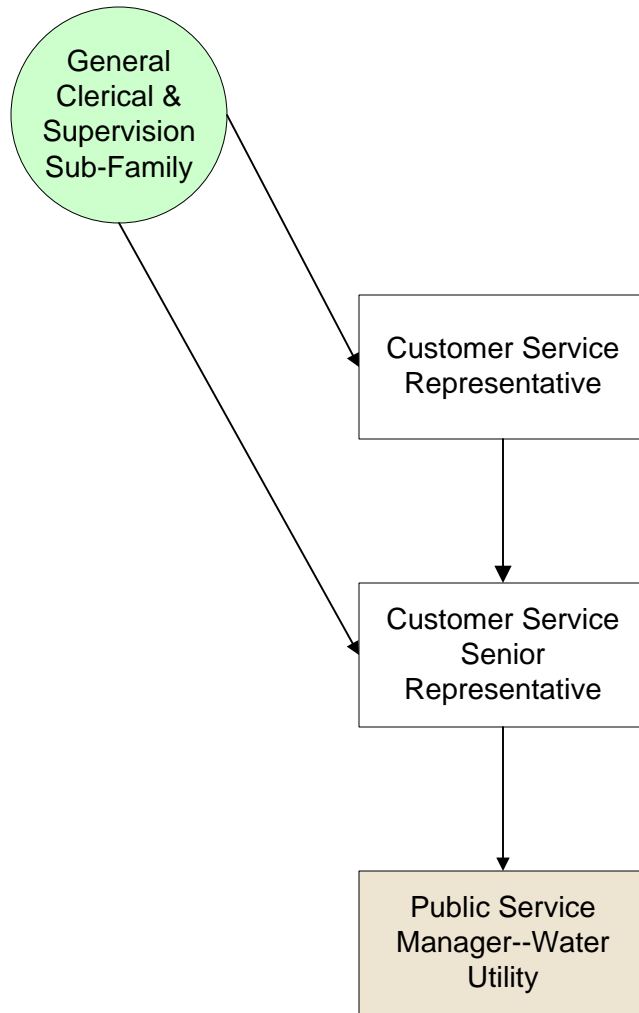 General
Clerical &
Supervision
Sub-Family
Customer Service
Representative
Customer Service
Senior
Representative
Public Service
Manager--Water
Utility